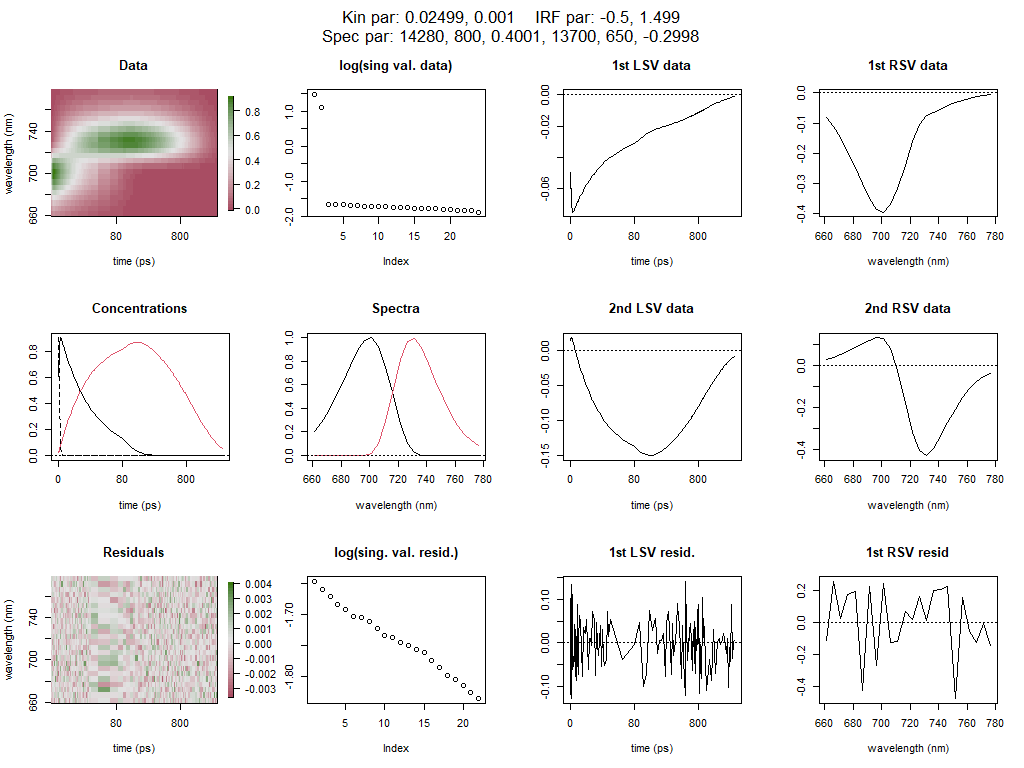 Kin par: 0.02499, 0.001    IRF par: -0.5, 1.499
Spec par: 14280, 800, 0.4001, 13700, 650, -0.2998
Data
log(sing val. data)
1st LSV data
1st RSV data
wavelength (nm)
660 700 740
80 800
time (ps)
0.8
0.6
0.4
0.2
0.0
-2.0 -1.0 0.0 1.0
5 10 15 20
Index
-0.06 -0.02 0.00
0 80 800
time (ps)
-0.4 -0.3 -0.2 -0.1 0.0
660 680 700 720 740 760 780
wavelength (nm)
Concentrations
Spectra
2nd LSV data
2nd RSV data
0.0 0.2 0.4 0.6 0.8
0 80 800
time (ps)
0.0 0.2 0.4 0.6 0.8 1.0
660 680 700 720 740 760 780
wavelength (nm)
-0.15 -0.10 -0.05 0.00
0 80 800
time (ps)
-0.4 -0.2 0.0
660 680 700 720 740 760 780
wavelength (nm)
Residuals
log(sing. val. resid.)
1st LSV resid.
1st RSV resid
wavelength (nm)
660 700 740
80 800
time (ps)
0.004
0.003
0.002
0.001
0.000
-0.001
-0.002
-0.003
-1.80 -1.70
5 10 15 20
Index
-0.10 0.00 0.10
0 80 800
time (ps)
-0.4 -0.2 0.0 0.2
660 680 700 720 740 760 780
wavelength (nm)